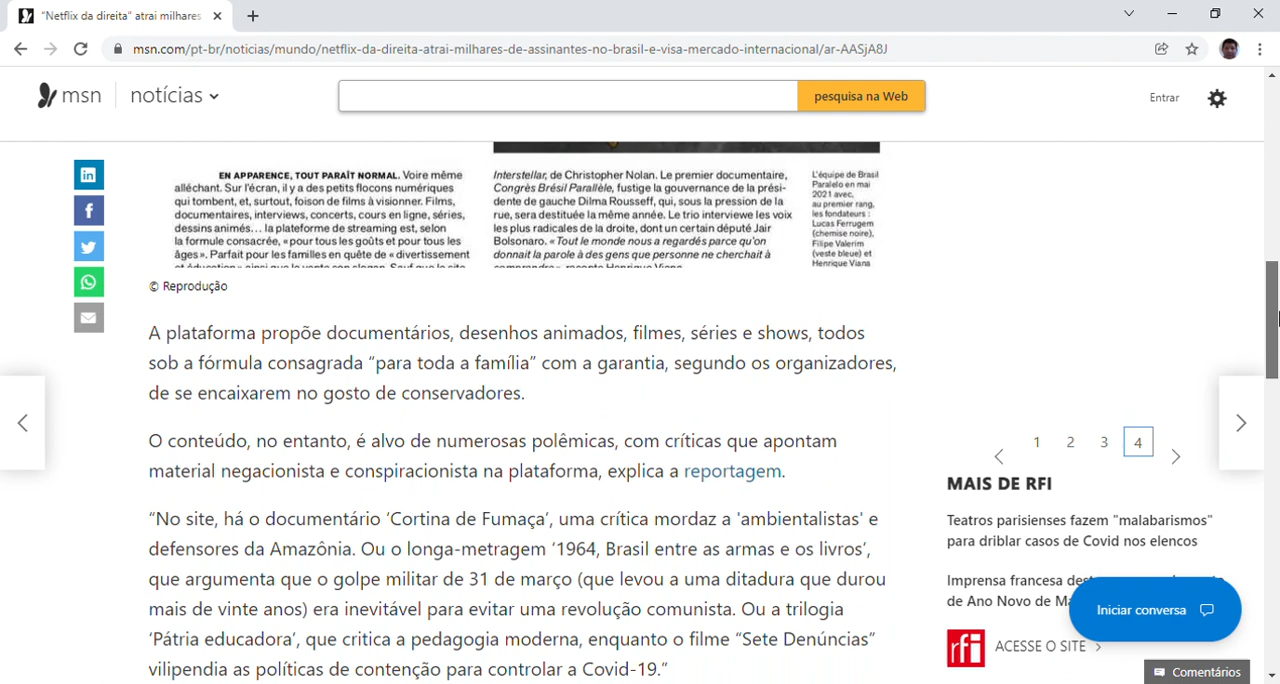 "Netflix da direita" atrai milhares
msn.com/pt-br/noticias/mundo/netflix-da-direita-atrai-milhares-de-assinantes-no-brasil-e-visa-mercado-internacional/ar-AASjA8J
msn
notícias
pesquisa na Web
Entrar
EN APPARENCE, TOUT PARAÎT NORMAL. Voire même
alléchant. Sur l'écran, il y a des petits flocons numériques
qui tombent, et, surtout, foison de films à visionner. Films,
documentaires, interviews, concerts, cours en ligne, séries,
dessins animés… la plateforme de streaming est, selon
la formule consacrée, «pour tous les goûts et pour tous les
âges». Parfait pour les familles en quête de «divertissement
et éducation» ainsi que le vante son slogan. Sauf que le site
Interstellar, de Christopher Nolan. Le premier documentaire,
Congrès Brésil Parallèle, fustige la gouvernance de la prési-
dente de gauche Dilma Rousseff, qui, sous la pression de la
rue, sera destituée la même année. Le trio interviewe les voix
les plus radicales de la droite, dont un certain député Jair
Bolsonaro. «Tout le monde nous a regardés parce qu'on
donnait la parole à des gens que personne ne cherchait à
comprendre», raconte Henrique Viana.
L'équipe de Brasil
Paralelo en mai
2021 avec,
au premier rang,
les fondateurs :
Lucas Ferrugem
(chemise noire),
Filipe Valerim
(veste bleue) et
Henrique Viana
© Reprodução
A plataforma propõe documentários, desenhos animados, filmes, séries e shows, todos
sob a fórmula consagrada “para toda a família” com a garantia, segundo os organizadores,
de se encaixarem no gosto de conservadores.
O conteúdo, no entanto, é alvo de numerosas polêmicas, com críticas que apontam
material negacionista e conspiracionista na plataforma, explica a reportagem.
“No site, há o documentário ‘Cortina de Fumaça’, uma crítica mordaz a 'ambientalistas' e
defensores da Amazônia. Ou o longa-metragem ‘1964, Brasil entre as armas e os livros’,
que argumenta que o golpe militar de 31 de março (que levou a uma ditadura que durou
mais de vinte anos) era inevitável para evitar uma revolução comunista. Ou a trilogia
‘Pátria educadora’, que critica a pedagogia moderna, enquanto o filme “Sete Denúncias”
vilipendia as políticas de contenção para controlar a Covid-19.”
1 2 3 4
MAIS DE RFI
Teatros parisienses fazem "malabarismos"
para driblar casos de Covid nos elencos
Imprensa francesa
de Ano Novo de
Iniciar conversa
rfi
ACESSE O SITE
Comentários